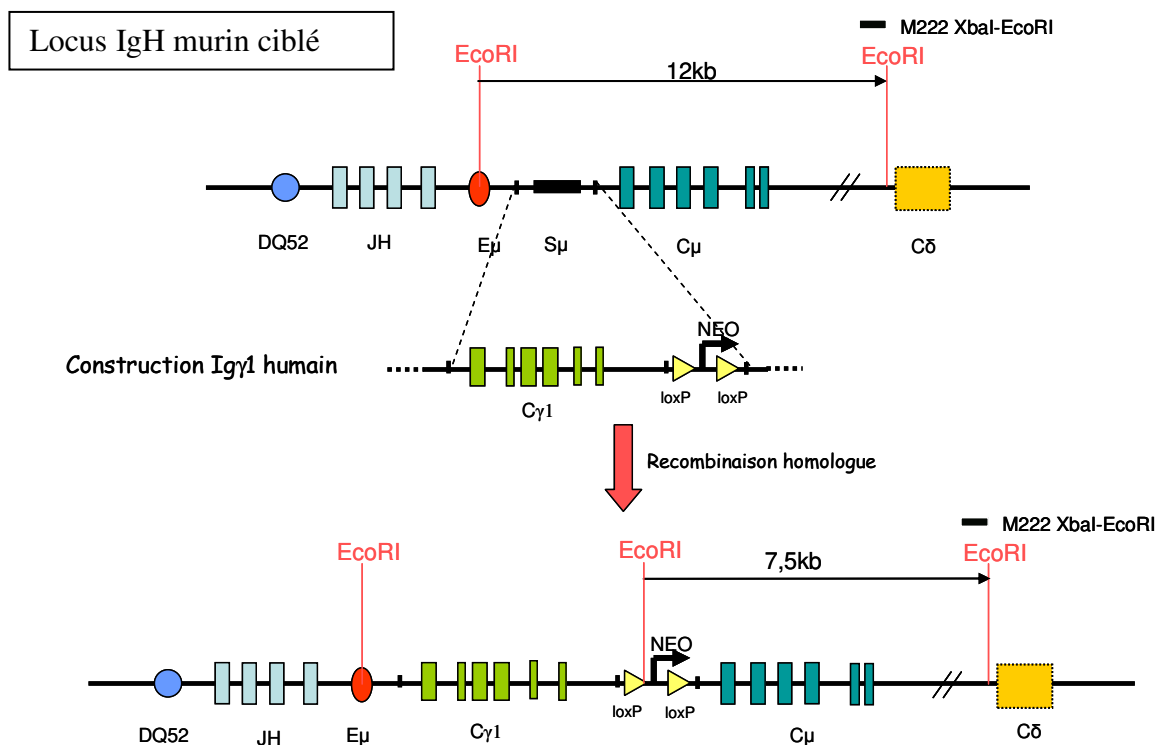 Locus IgH murin ciblé
M222 XbaI-EcoRI
EcoRI
EcoRI
12kb
DQ52
JH
Eµ
Sµ
Cµ
Cδ
NEO
Construction Igγ1 humain
loxP
loxP
Cγ1
Recombinaison homologue
M222 XbaI-EcoRI
EcoRI
EcoRI
EcoRI
7,5kb
NEO
loxP
loxP
DQ52
JH
Eµ
Cγ1
Cµ
Cδ